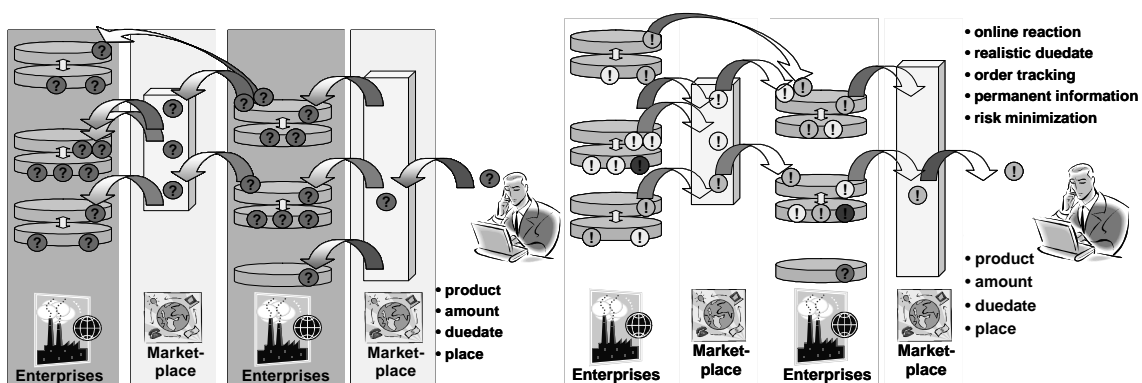 • product
• amount
• duedate
• place
Enterprises
Market-
place
Enterprises
Market-
place
• online reaction
• realistic duedate
• order tracking
• permanent information
• risk minimization
• product
• amount
• duedate
• place
Enterprises
Market-
place
Enterprises
Market-
place